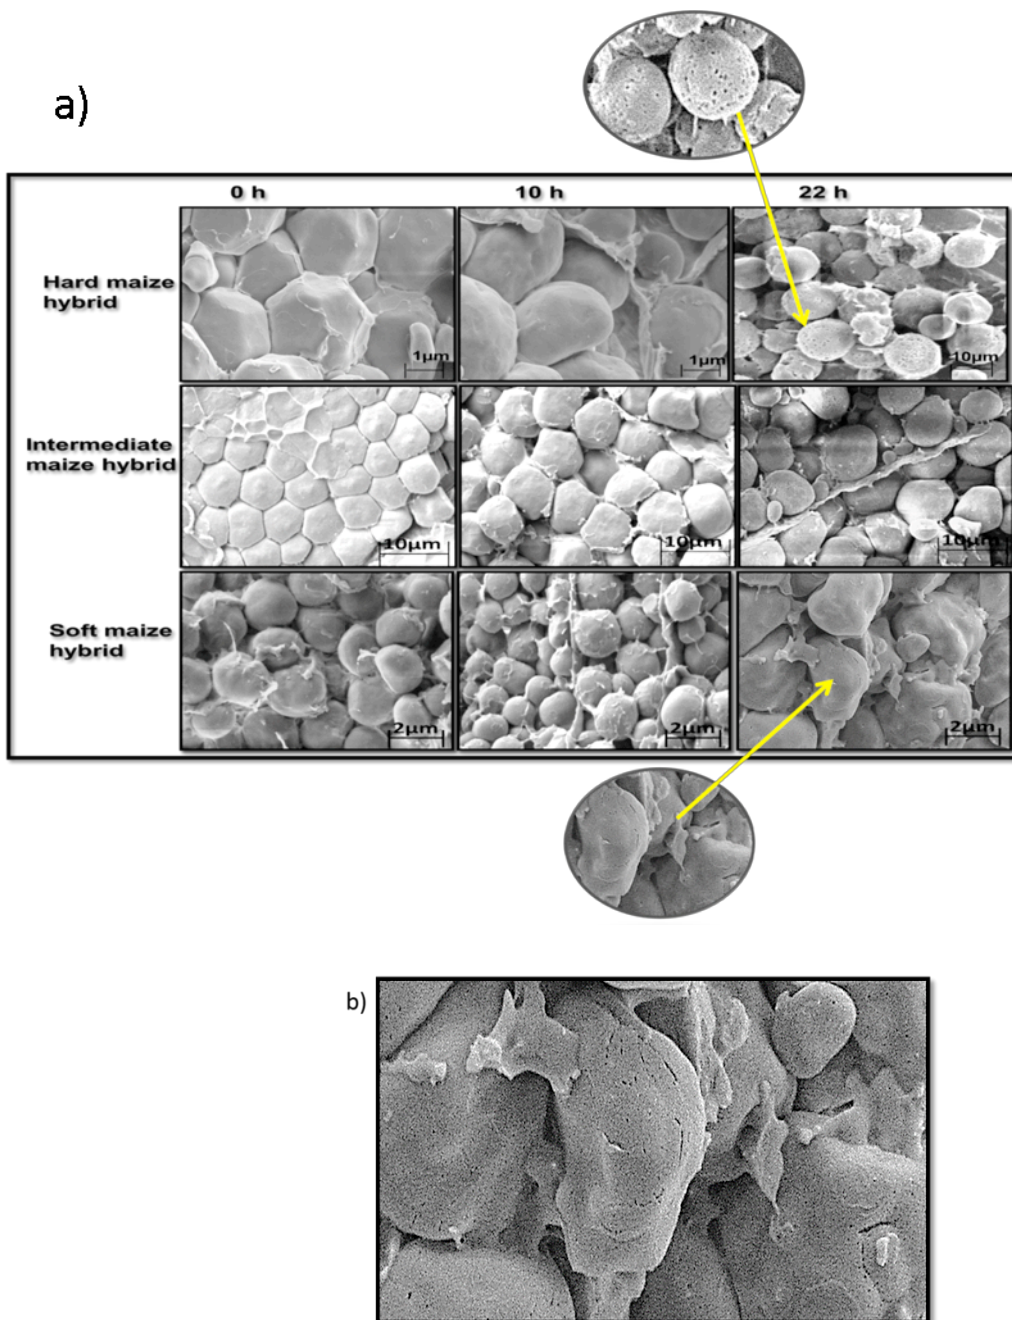 a)
0 h
10 h
22 h
Hard maize
hybrid
1μm
1μm
10μm
Intermediate
maize hybrid
10μm
10μm
10μm
Soft maize
hybrid
2μm
2μm
2μm
b)